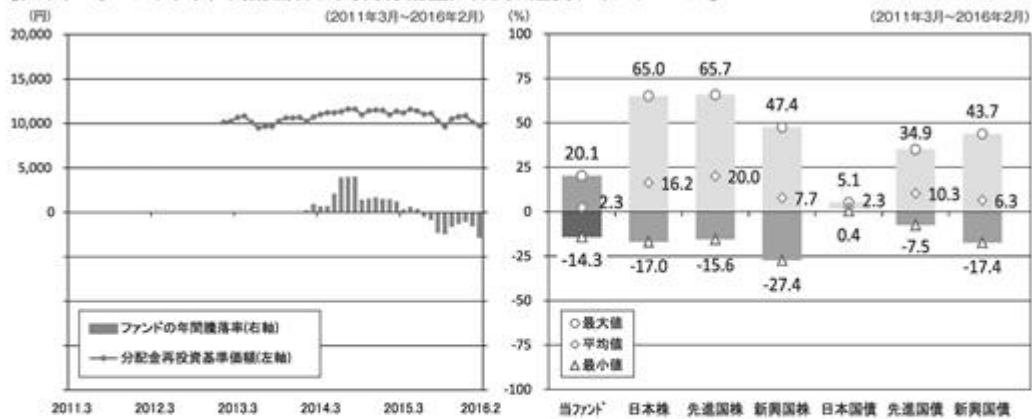 (円)
(2011年3月~2016年2月)
20,000
15,000
10,000
5,000
0
ファンドの年間騰落率(右軸)
分配金再投資基準価額(左軸)
2011.3 2012.3 2013.3 2014.3 2015.3 2016.2
(%)
(2011年3月~2016年2月)
100
75
50
25
0
-25
-50
-75
-100
65.0 65.7
47.4 43.7
34.9
20.1
5.1
2.3 16.2 20.0 7.7 2.3 10.3 6.3
0.4
-14.3 -17.0 -15.6 -27.4 -7.5 -17.4
最大値
平均値
最小値
当ファンド 日本株 先進国株 新興国株 日本国債 先進国債 新興国債